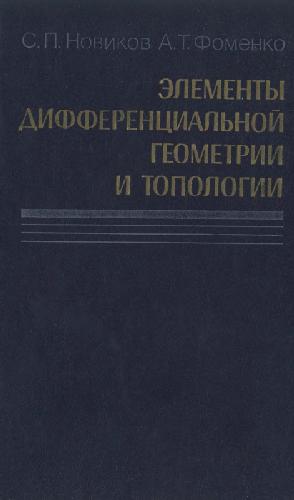 С. П. Новиков А. Т. Фоменко
ЭЛЕМЕНТЫ
ДИФФЕРЕНЦИАЛЬНОЙ
ГЕОМЕТРИИ
И ТОПОЛОГИИ